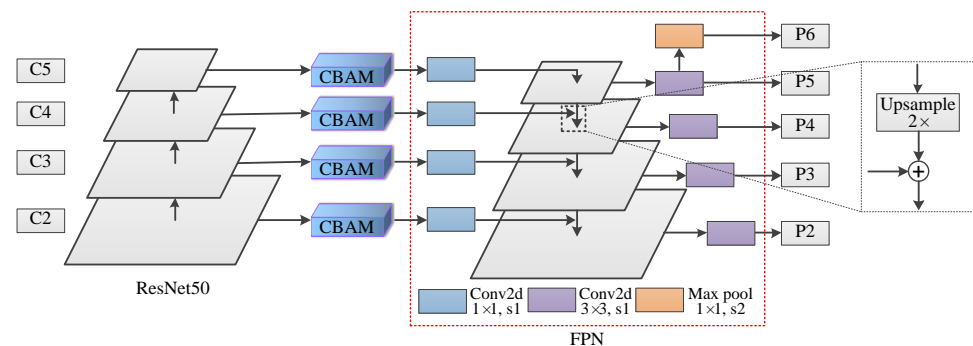 C5
C4
C3
C2
ResNet50
CBAM
CBAM
CBAM
CBAM
P6
P5
P4
P3
P2
Upsample
2×
Conv2d
1×1, s1
Conv2d
3×3, s1
Max pool
1×1, s2
FPN